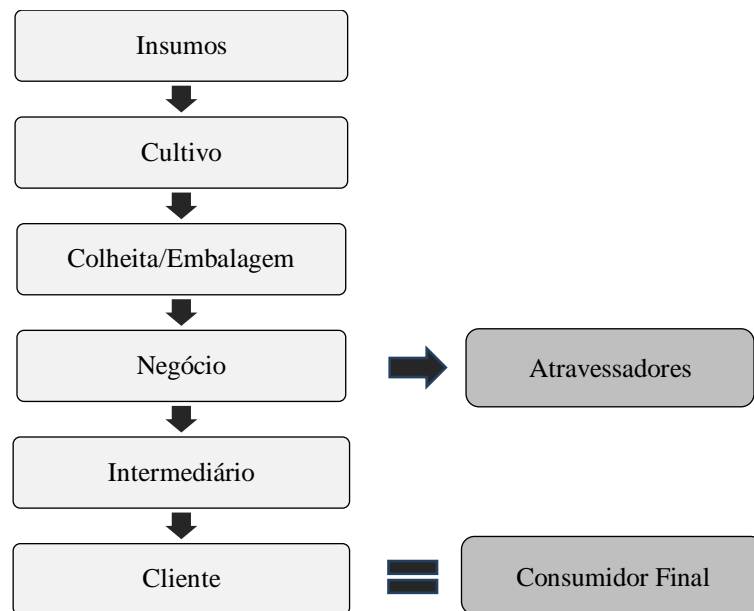 Insumos
Cultivo
Colheita/Embalagem
Negócio
Atravessadores
Intermediário
Cliente
Consumidor Final